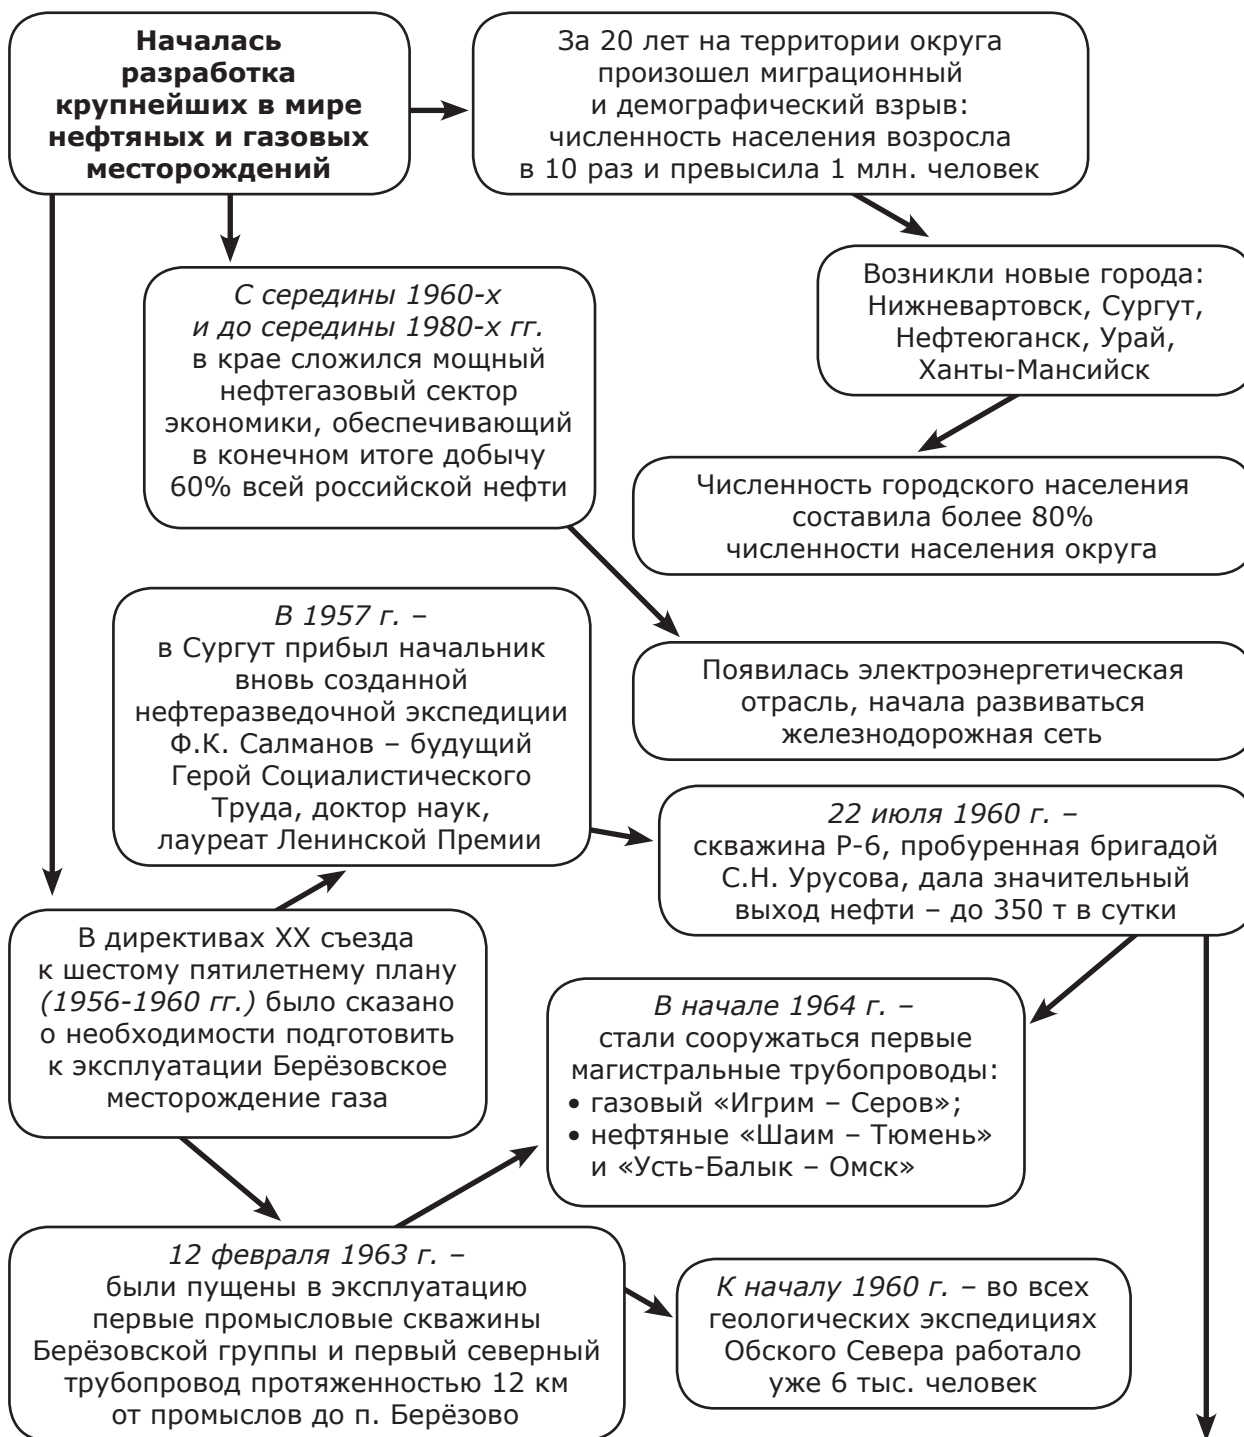 Началась
разработка
крупнейших в мире
нефтяных и газовых
месторождений
За 20 лет на территории округа
произошел миграционный
и демографический взрыв:
численность населения возросла
в 10 раз и превысила 1 млн. человек
Возникли новые города:
Нижневартовск, Сургут,
Нефтеюганск, Урай,
Ханты-Мансийск
С середины 1960-х
и до середины 1980-х гг.
в крае сложился мощный
нефтегазовый сектор
экономики, обеспечивающий
в конечном итоге добычу
60% всей российской нефти
Численность городского населения
составила более 80%
численности населения округа
В 1957 г. –
в Сургут прибыл начальник
вновь созданной
нефтеразведочной экспедиции
Ф.К. Салманов – будущий
Герой Социалистического
Труда, доктор наук,
лауреат Ленинской Премии
Появилась электроэнергетическая
отрасль, начала развиваться
железнодорожная сеть
22 июля 1960 г. –
скважина Р-6, пробуренная бригадой
С.Н. Урусова, дала значительный
выход нефти – до 350 т в сутки
В директивах XX съезда
к шестому пятилетнему плану
(1956-1960 гг.) было сказано
о необходимости подготовить
к эксплуатации Берёзовское
месторождение газа
В начале 1964 г. –
стали сооружаться первые
магистральные трубопроводы:
• газовый «Игрим – Серов»;
• нефтяные «Шаим – Тюмень»
и «Усть-Балык – Омск»
12 февраля 1963 г. –
были пущены в эксплуатацию
первые промысловые скважины
Берёзовской группы и первый северный
трубопровод протяженностью 12 км
от промыслов до п. Берёзово
К началу 1960 г. – во всех
геологических экспедициях
Обского Севера работало
уже 6 тыс. человек